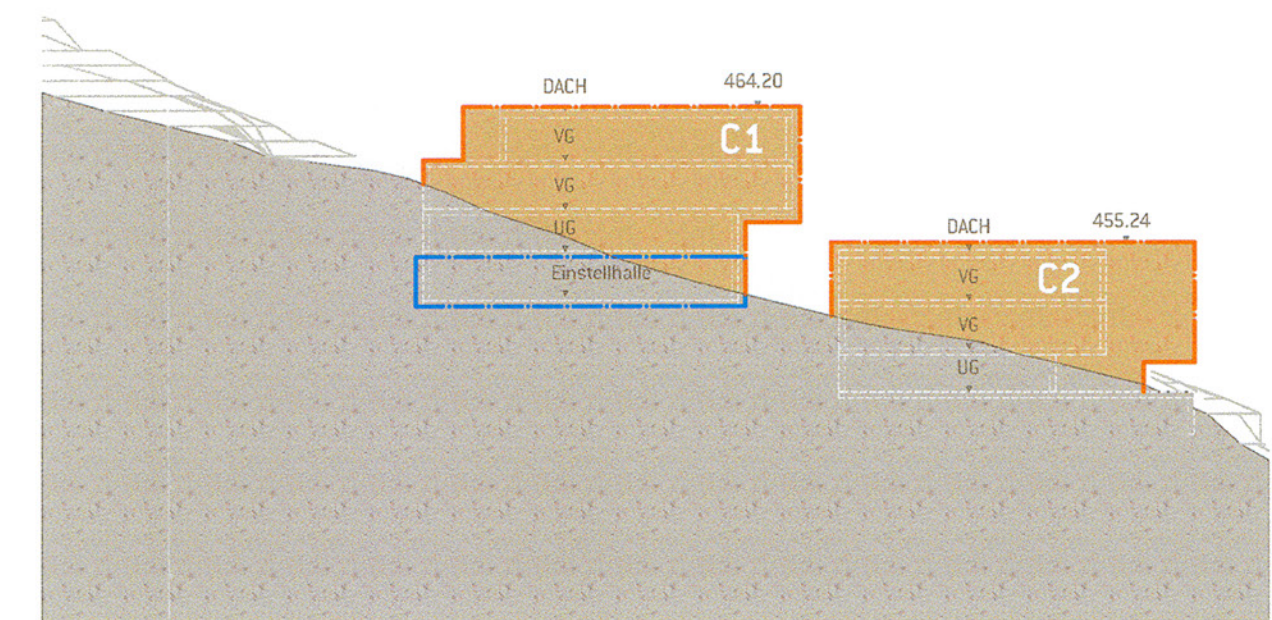 DACH 464.20
VG C1
VG
UG
Einstellhalle
DACH 455.24
VG C2
VG
UG